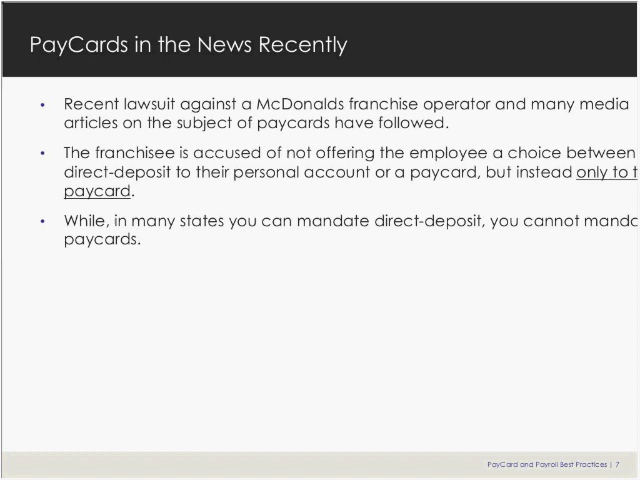 PayCards in the News Recently
• Recent lawsuit against a McDonalds franchise operator and many media
articles on the subject of paycards have followed.
• The franchisee is accused of not offering the employee a choice between
direct-deposit to their personal account or a paycard, but instead only to
paycard.
• While, in many states you can mandate direct-deposit, you cannot
paycards.
PayCard and Payroll Best Practices | 7